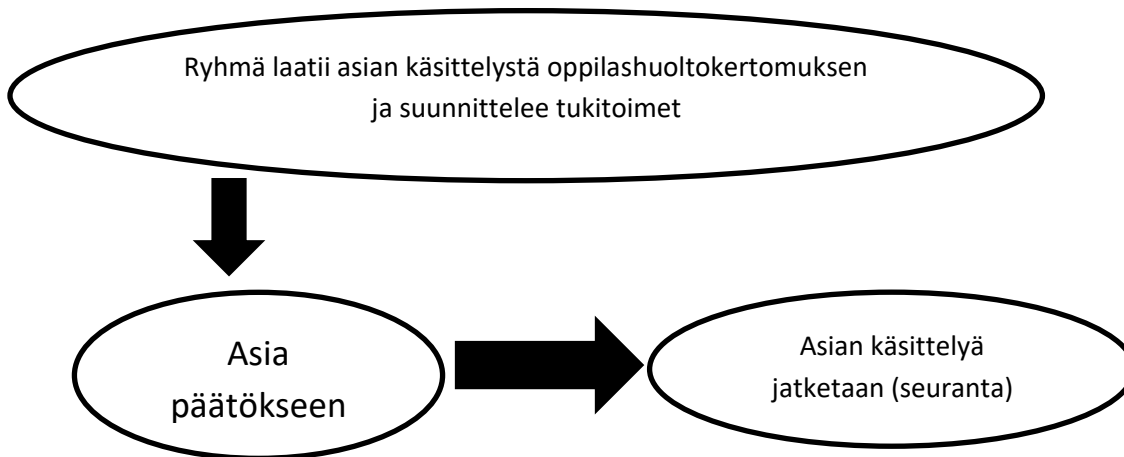 Ryhmä laatii asian käsittelystä oppilashuoltokertomuksen
ja suunnittelee tukitoimet
Asia
päätökseen
Asian käsittelyä
jatketaan (seuranta)